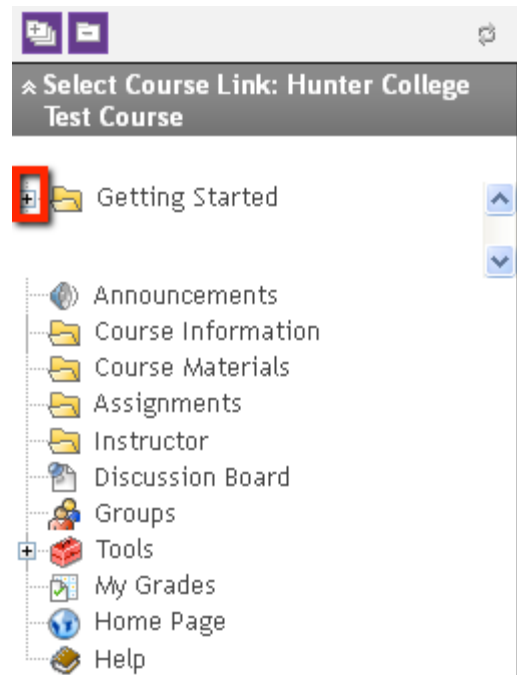 Select Course Link: Hunter College
Test Course
Getting Started
Announcements
Course Information
Course Materials
Assignments
Instructor
Discussion Board
Groups
Tools
My Grades
Home Page
Help